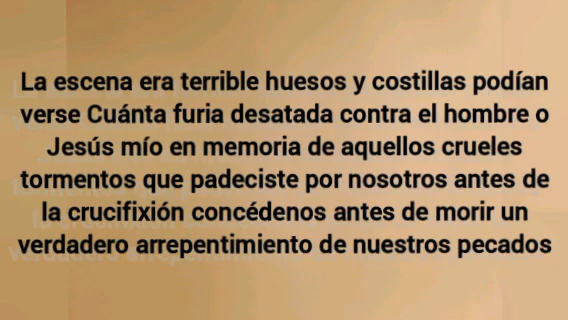 La escena era terrible huesos y costillas podían
verse Cuánta furia desatada contra el hombre o
Jesús mío en memoria de aquellos crueles
tormentos que padeciste por nosotros antes de
la crucifixión concédenos antes de morir un
verdadero arrepentimiento de nuestros pecados